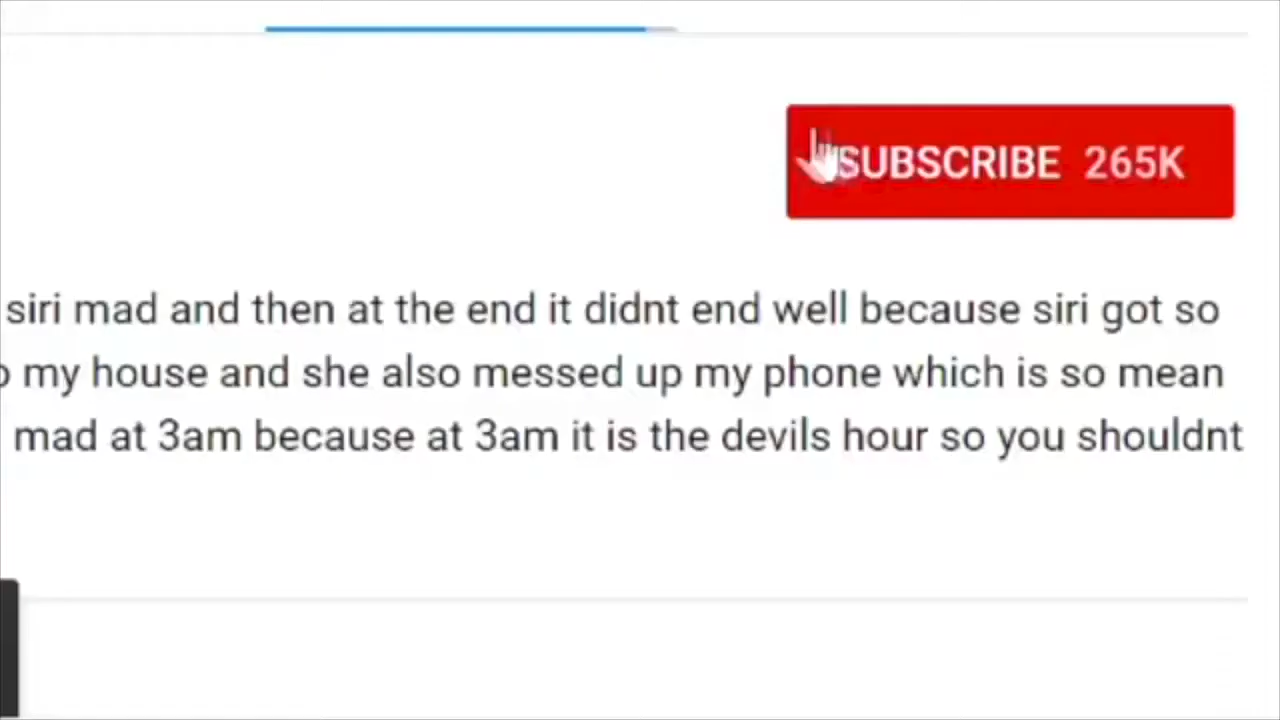 SUBSCRIBE 265K
siri mad and then at the end it didnt end well because siri got so
my house and she also messed up my phone which is so mean
mad at 3am because at 3am it is the devils hour so you shouldnt